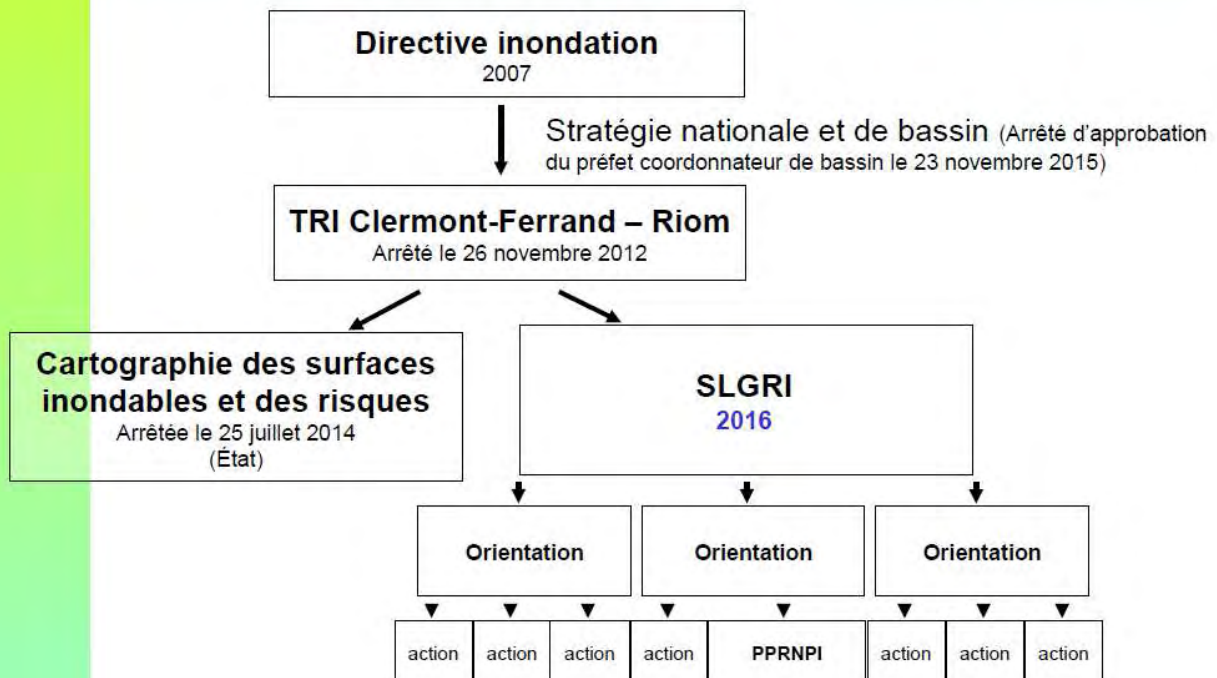 Directive inondation
2007
Stratégie nationale et de bassin (Arrêté d'approbation
du préfet coordonnateur de bassin le 23 novembre 2015)
TRI Clermont-Ferrand – Riom
Arrêté le 26 novembre 2012
Cartographie des surfaces
inondables et des risques
Arrêtée le 25 juillet 2014
(État)
SLGRI
2016
Orientation
Orientation
Orientation
action
action
action
action
PPRNPI
action
action
action